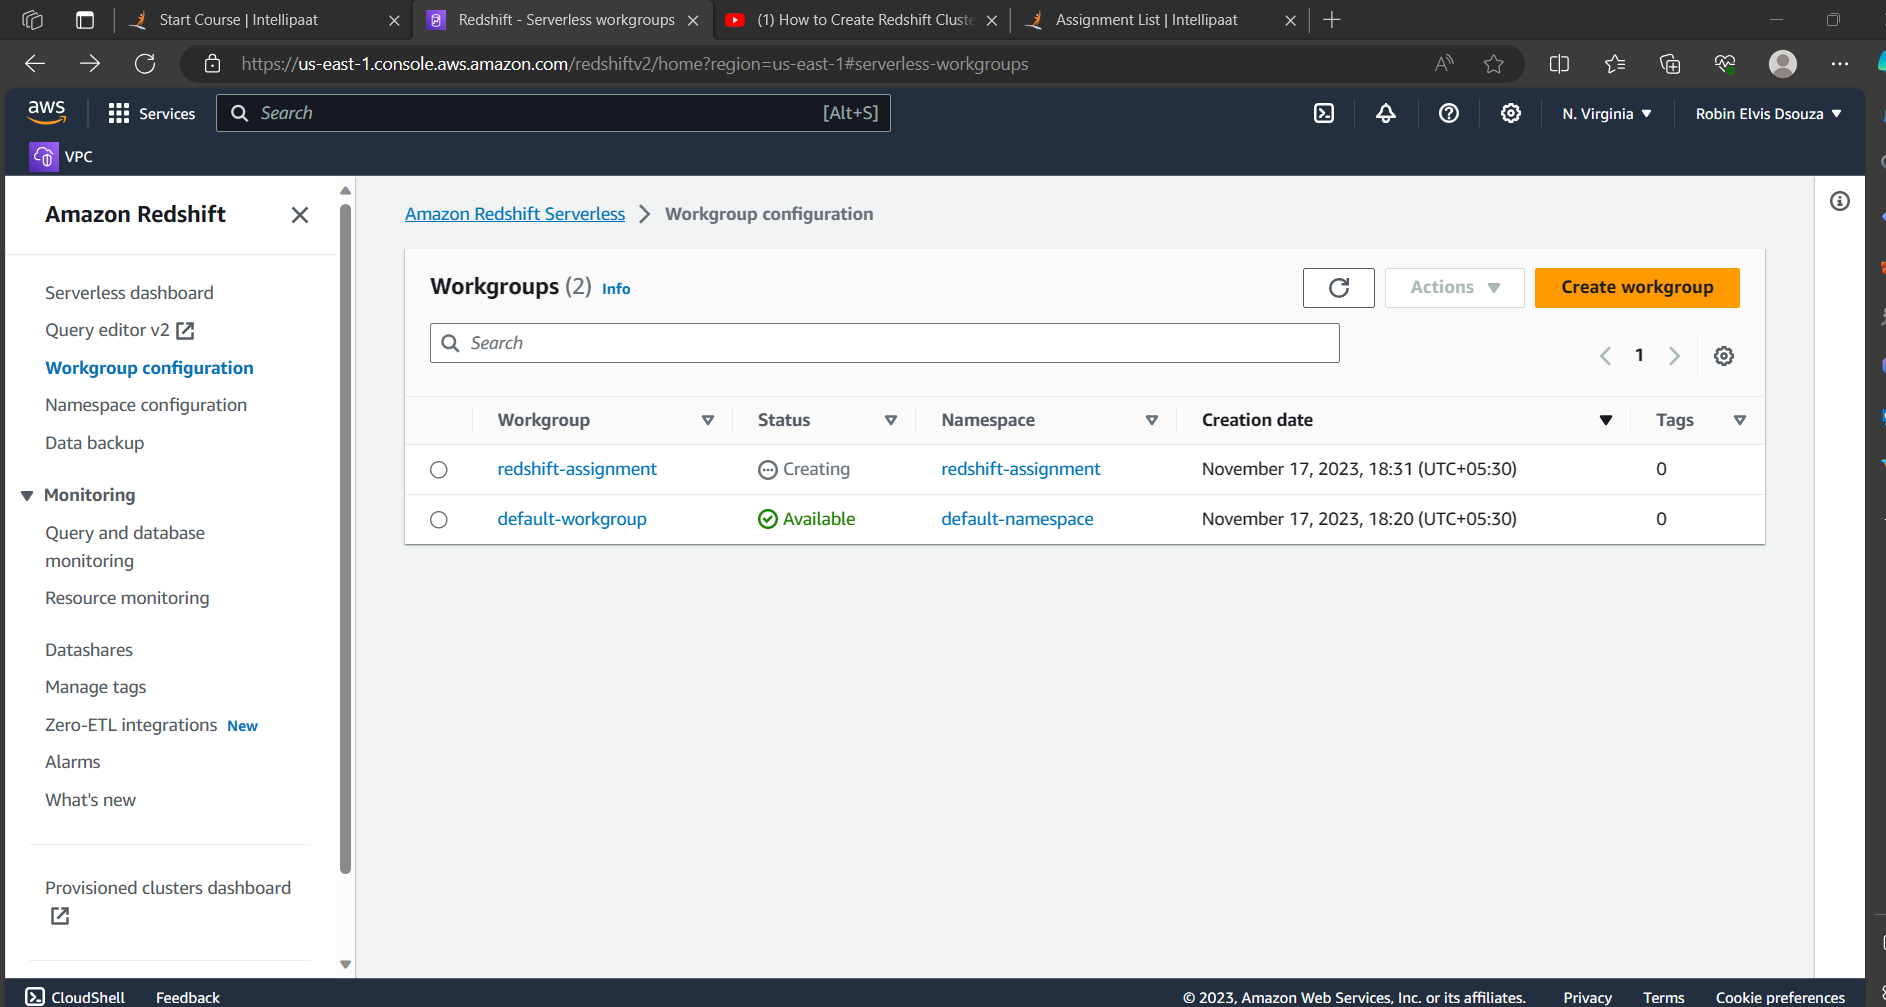 Start Course | Intellipaat
Redshift - Serverless workgroups
(1) How to Create Redshift Cluste
Assignment List | Intellipaat
https://us-east-1.console.aws.amazon.com/redshiftv2/home?region=us-east-1#serverless-workgroups
aws
Services
Search
[Alt+S]
N. Virginia
Robin Elvis Dsouza
VPC
Amazon Redshift
Serverless dashboard
Query editor v2
Workgroup configuration
Namespace configuration
Data backup
Monitoring
Query and database
monitoring
Resource monitoring
Datashares
Manage tags
Zero-ETL integrations New
Alarms
What's new
Provisioned clusters dashboard
Amazon Redshift Serverless > Workgroup configuration
Workgroups (2) Info
Actions
Create workgroup
Search
1
Workgroup Status Namespace Creation date Tags
redshift-assignment Creating redshift-assignment November 17, 2023, 18:31 (UTC+05:30) 0
default-workgroup Available default-namespace November 17, 2023, 18:20 (UTC+05:30) 0
CloudShell Feedback © 2023, Amazon Web Services, Inc. or its affiliates. Privacy Terms Cookie preferences